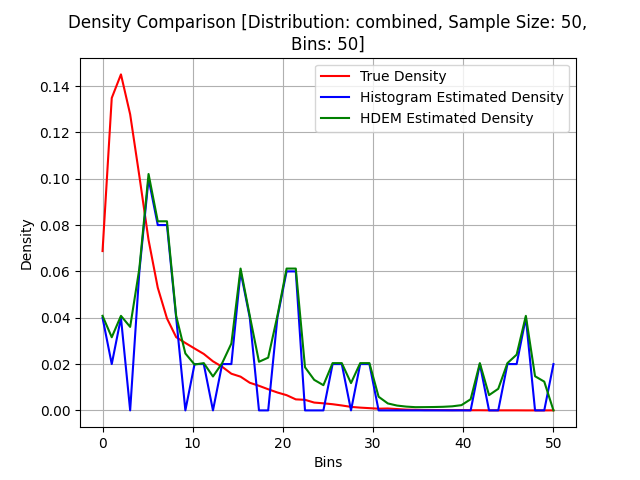 Density Comparison [Distribution: combined, Sample Size: 50,
Bins: 50]
True Density
Histogram Estimated Density
HDEM Estimated Density
Density
0.14
0.12
0.10
0.08
0.06
0.04
0.02
0.00
0 10 20 30 40 50
Bins